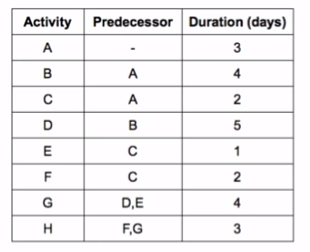 Activity Predecessor Duration (days)
A - 3
B A 4
C A 2
D B 5
E C 1
F C 2
G D,E 4
H F,G 3